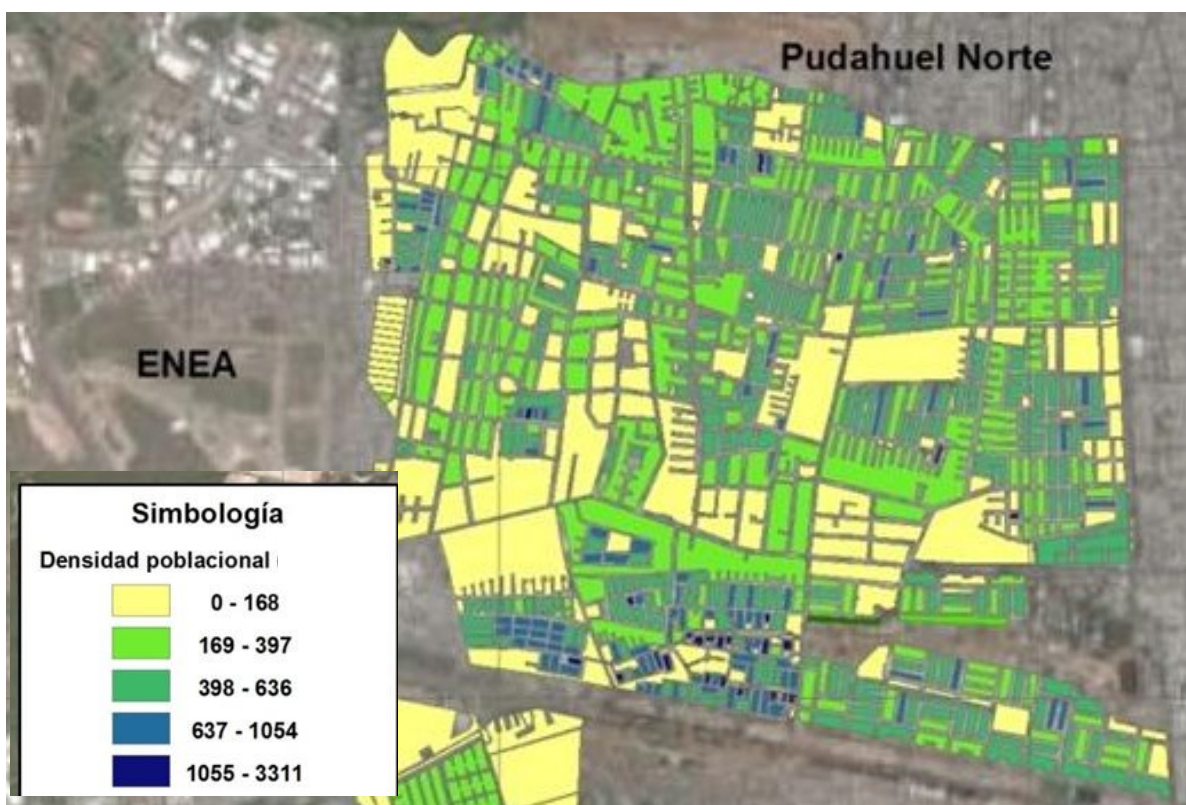 Pudahuel Norte
ENEA
Simbología
Densidad poblacional
0 - 168
169 - 397
398 - 636
637 - 1054
1055 - 3311